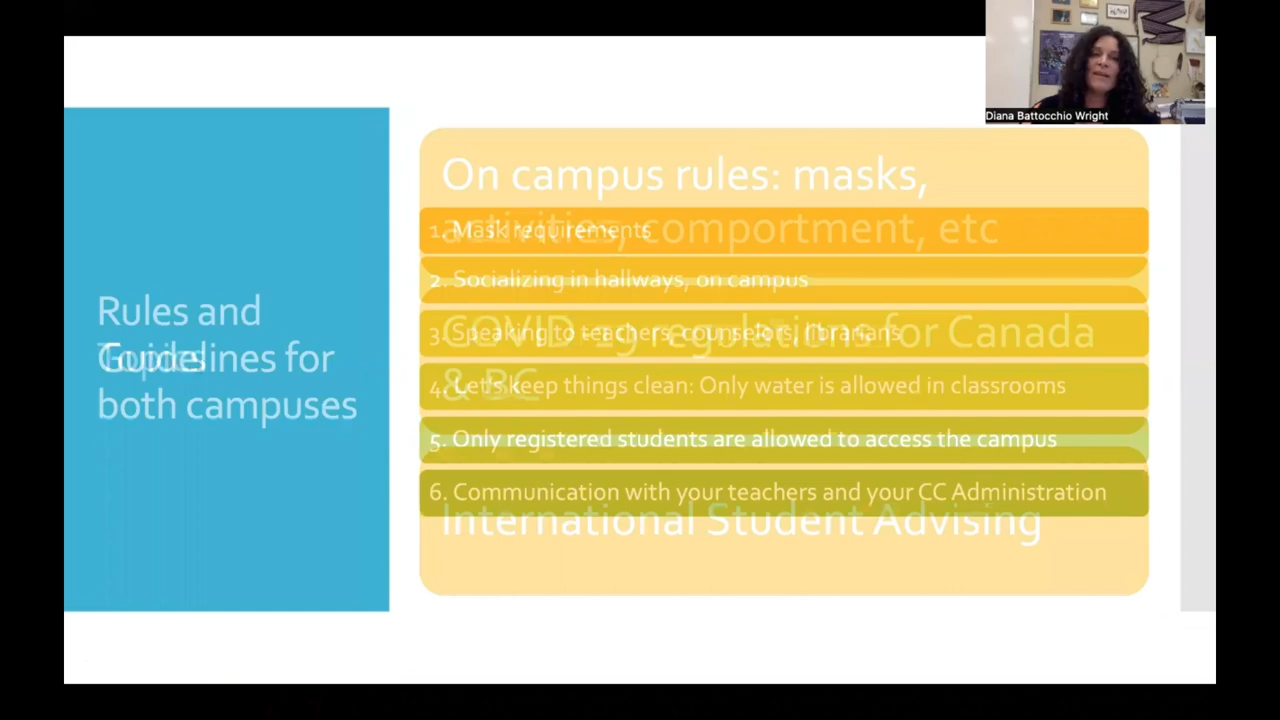 Diana Battocchio Wright
Rules and
Topics
Guidelines for
both campuses
On campus rules: masks,
activities, comportment, etc
COVID-19 regulations for Canada
& BC
International Student Advising
1. Mask requirements
2. Socializing in hallways, on campus
3. Speaking to teachers, counselors, librarians
4. Let's keep things clean: Only water is allowed in classrooms
5. Only registered students are allowed to access the campus
6. Communication with your teachers and your CC Administration